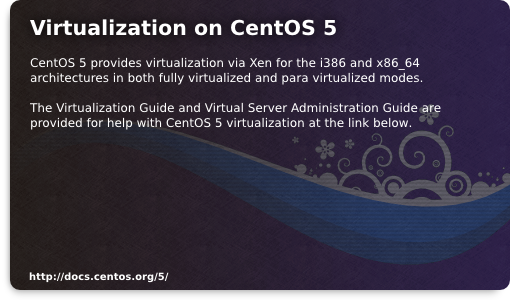 Virtualization on CentOS 5
CentOS 5 provides virtualization via Xen for the i386 and x86_64
architectures in both fully virtualized and para virtualized modes.
The Virtualization Guide and Virtual Server Administration Guide are
provided for help with CentOS 5 virtualization at the link below.
http://docs.centos.org/5/